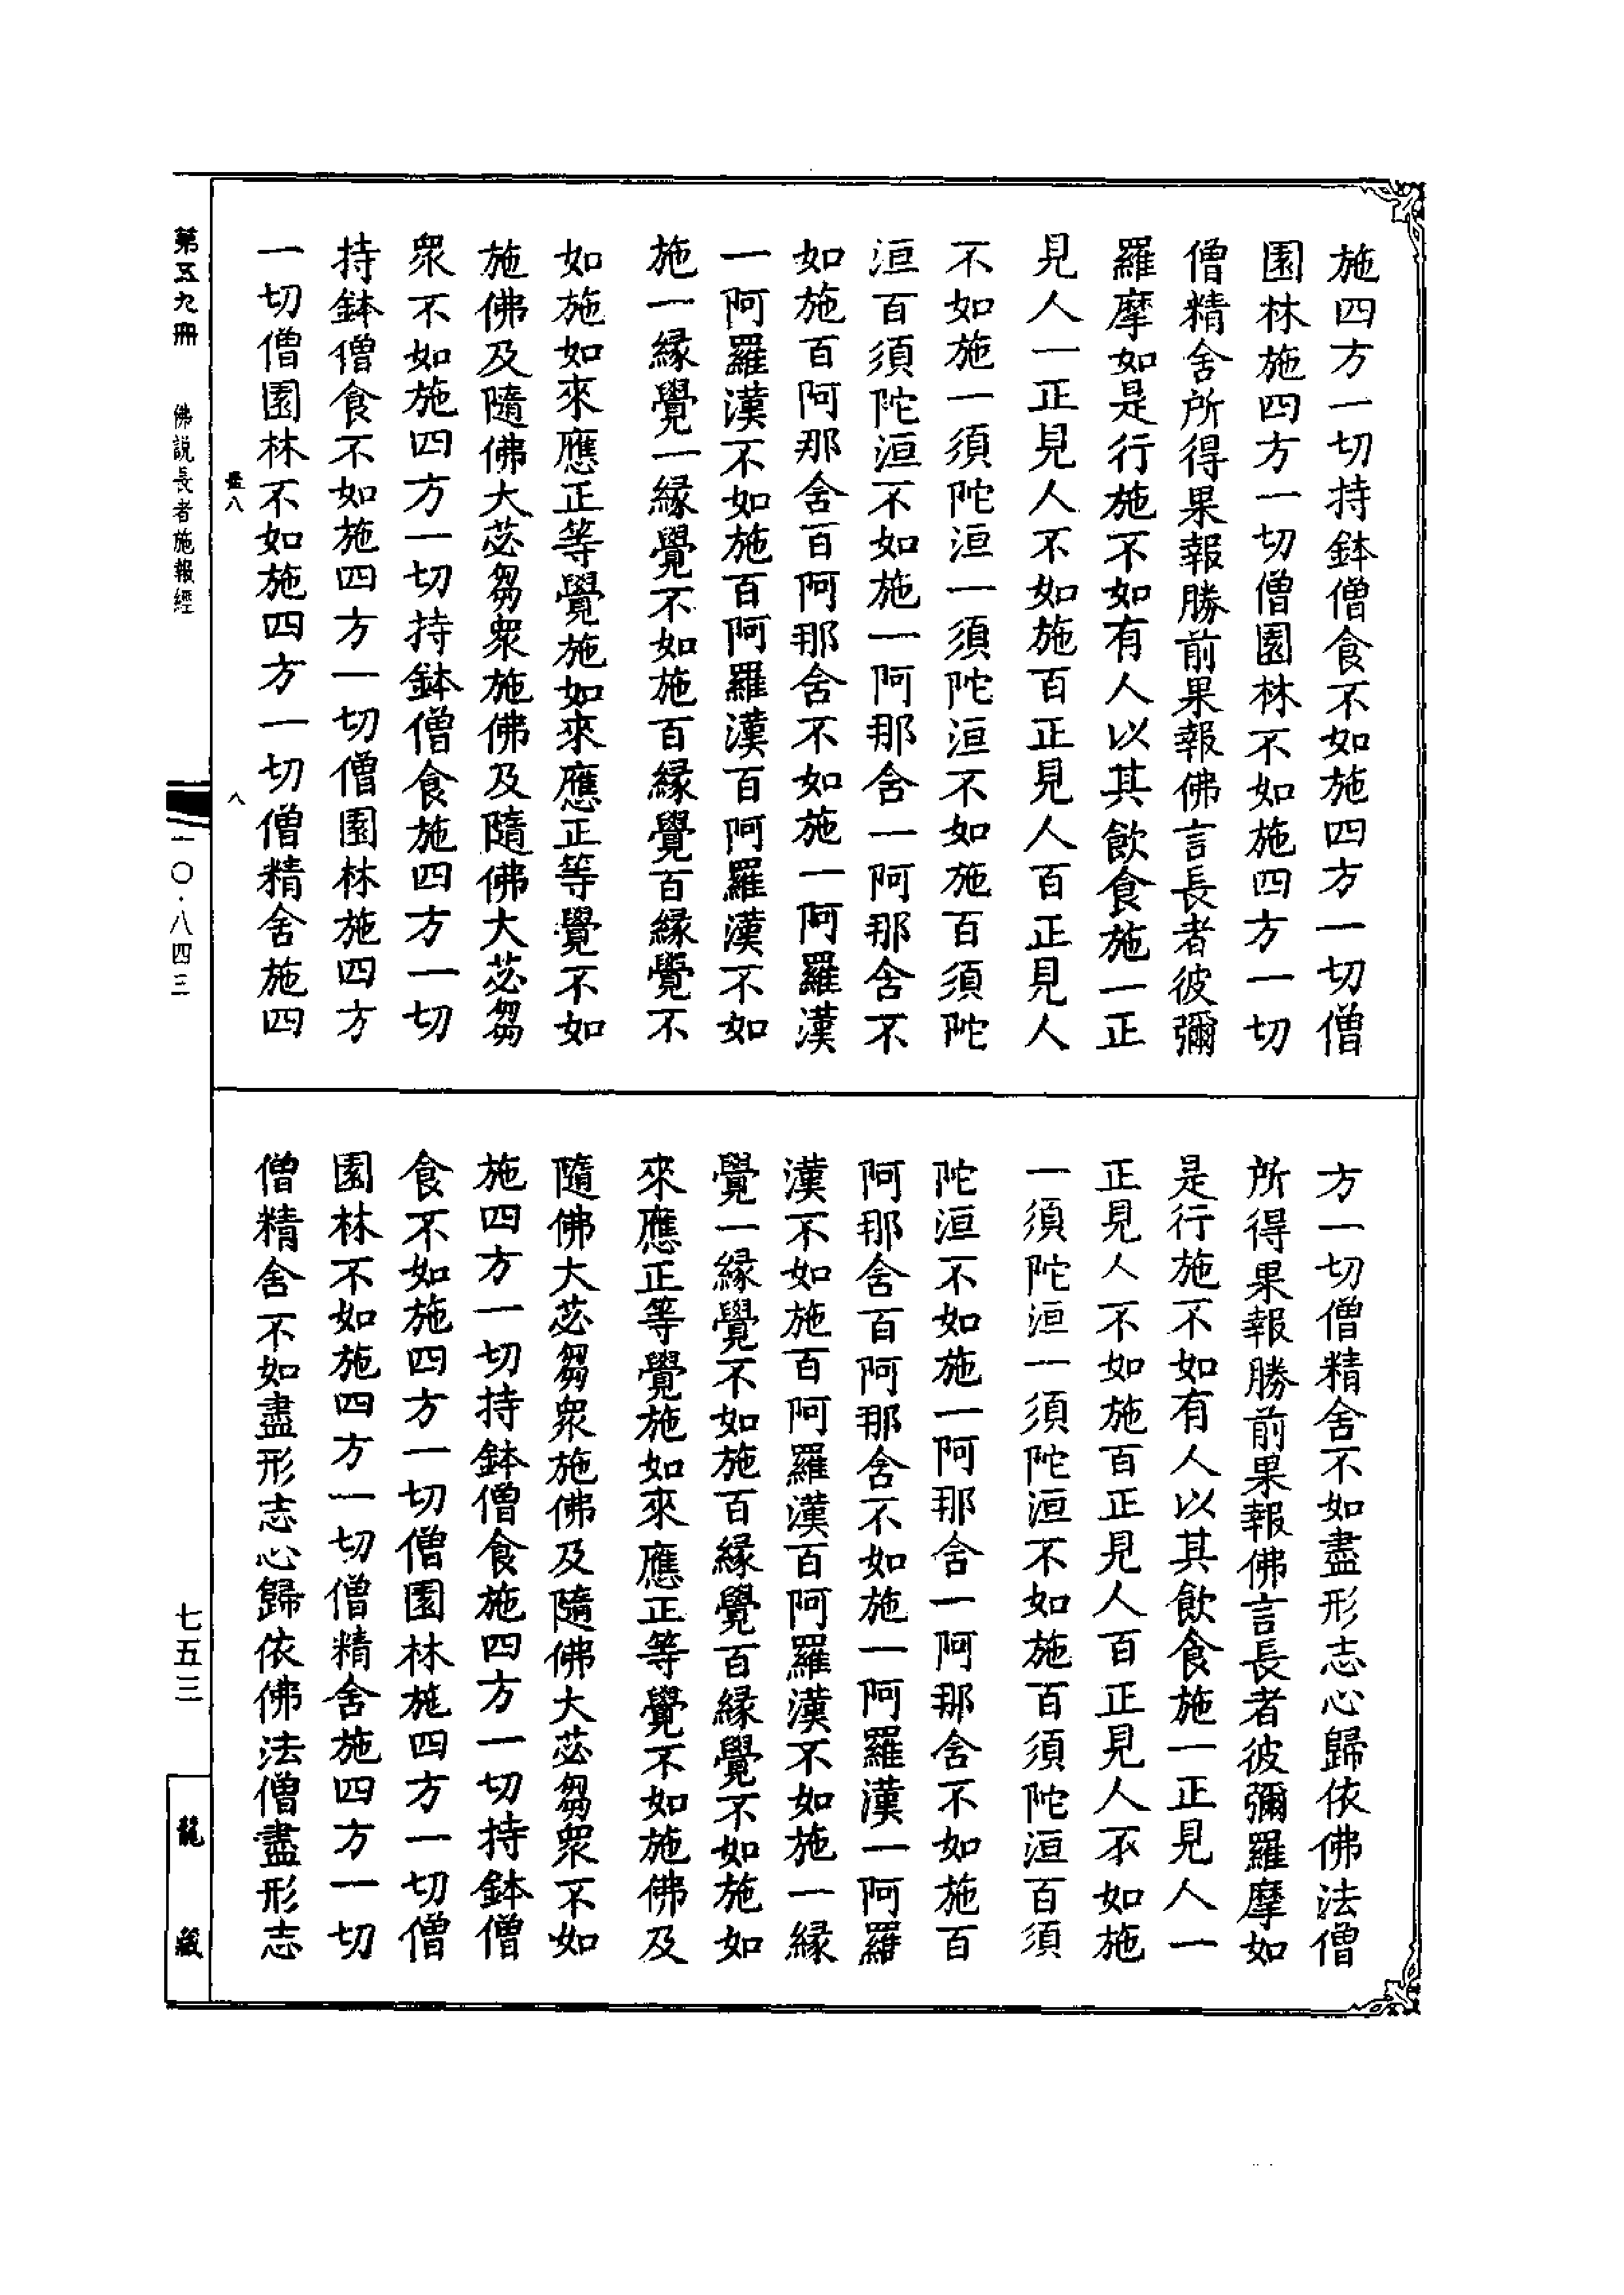 施四方一切持鉢僧食不如施四方一切僧
園林施四方一切僧園林不如施四方一切
僧精舍所得果報勝前果報佛言長者彼彌
羅摩如是行施不如有人以其飲食施一正
見人一正見人不如施百正見人百正見人
不如施一須陀洹一須陀洹不如施百須陀
洹百須陀洹不如施一阿那舍一阿那舍不
如施百阿那舍百阿那舍不如施一阿羅漢
一阿羅漢不如施百阿羅漢百阿羅漢不如
施一緣覺一緣覺不如施百緣覺百緣覺不
如施如來應正等覺施如來應正等覺不如
施佛及隨佛大苾芻眾施佛及隨佛大苾芻
眾不如施四方一切持鉢僧食施四方一切
持鉢僧食不如施四方一切僧園林施四方
一切僧園林不如施四方一切僧精舍施四
方一切僧精舍不如盡形志心歸依佛法僧
所得果報勝前果報佛言長者彼彌羅摩如
是行施不如有人以其飲食施一正見人一
正見人不如施百正見人百正見人不如施
一須陀洹一須陀洹不如施百須陀洹百須
陀洹不如施一阿那舍一阿那舍不如施百
阿那舍百阿那舍不如施一阿羅漢一阿羅
漢不如施百阿羅漢百阿羅漢不如施一緣
覺一緣覺不如施百緣覺百緣覺不如施如
來應正等覺施如來應正等覺不如施佛及
隨佛大苾芻眾施佛及隨佛大苾芻眾不如
施四方一切持鉢僧食施四方一切持鉢僧
食不如施四方一切僧園林施四方一切僧
園林不如施四方一切僧精舍施四方一切
僧精舍不如盡形志心歸依佛法僧盡形志
八
八
第五九冊 佛說長者施報經
一〇·八四三
七五三
龍藏